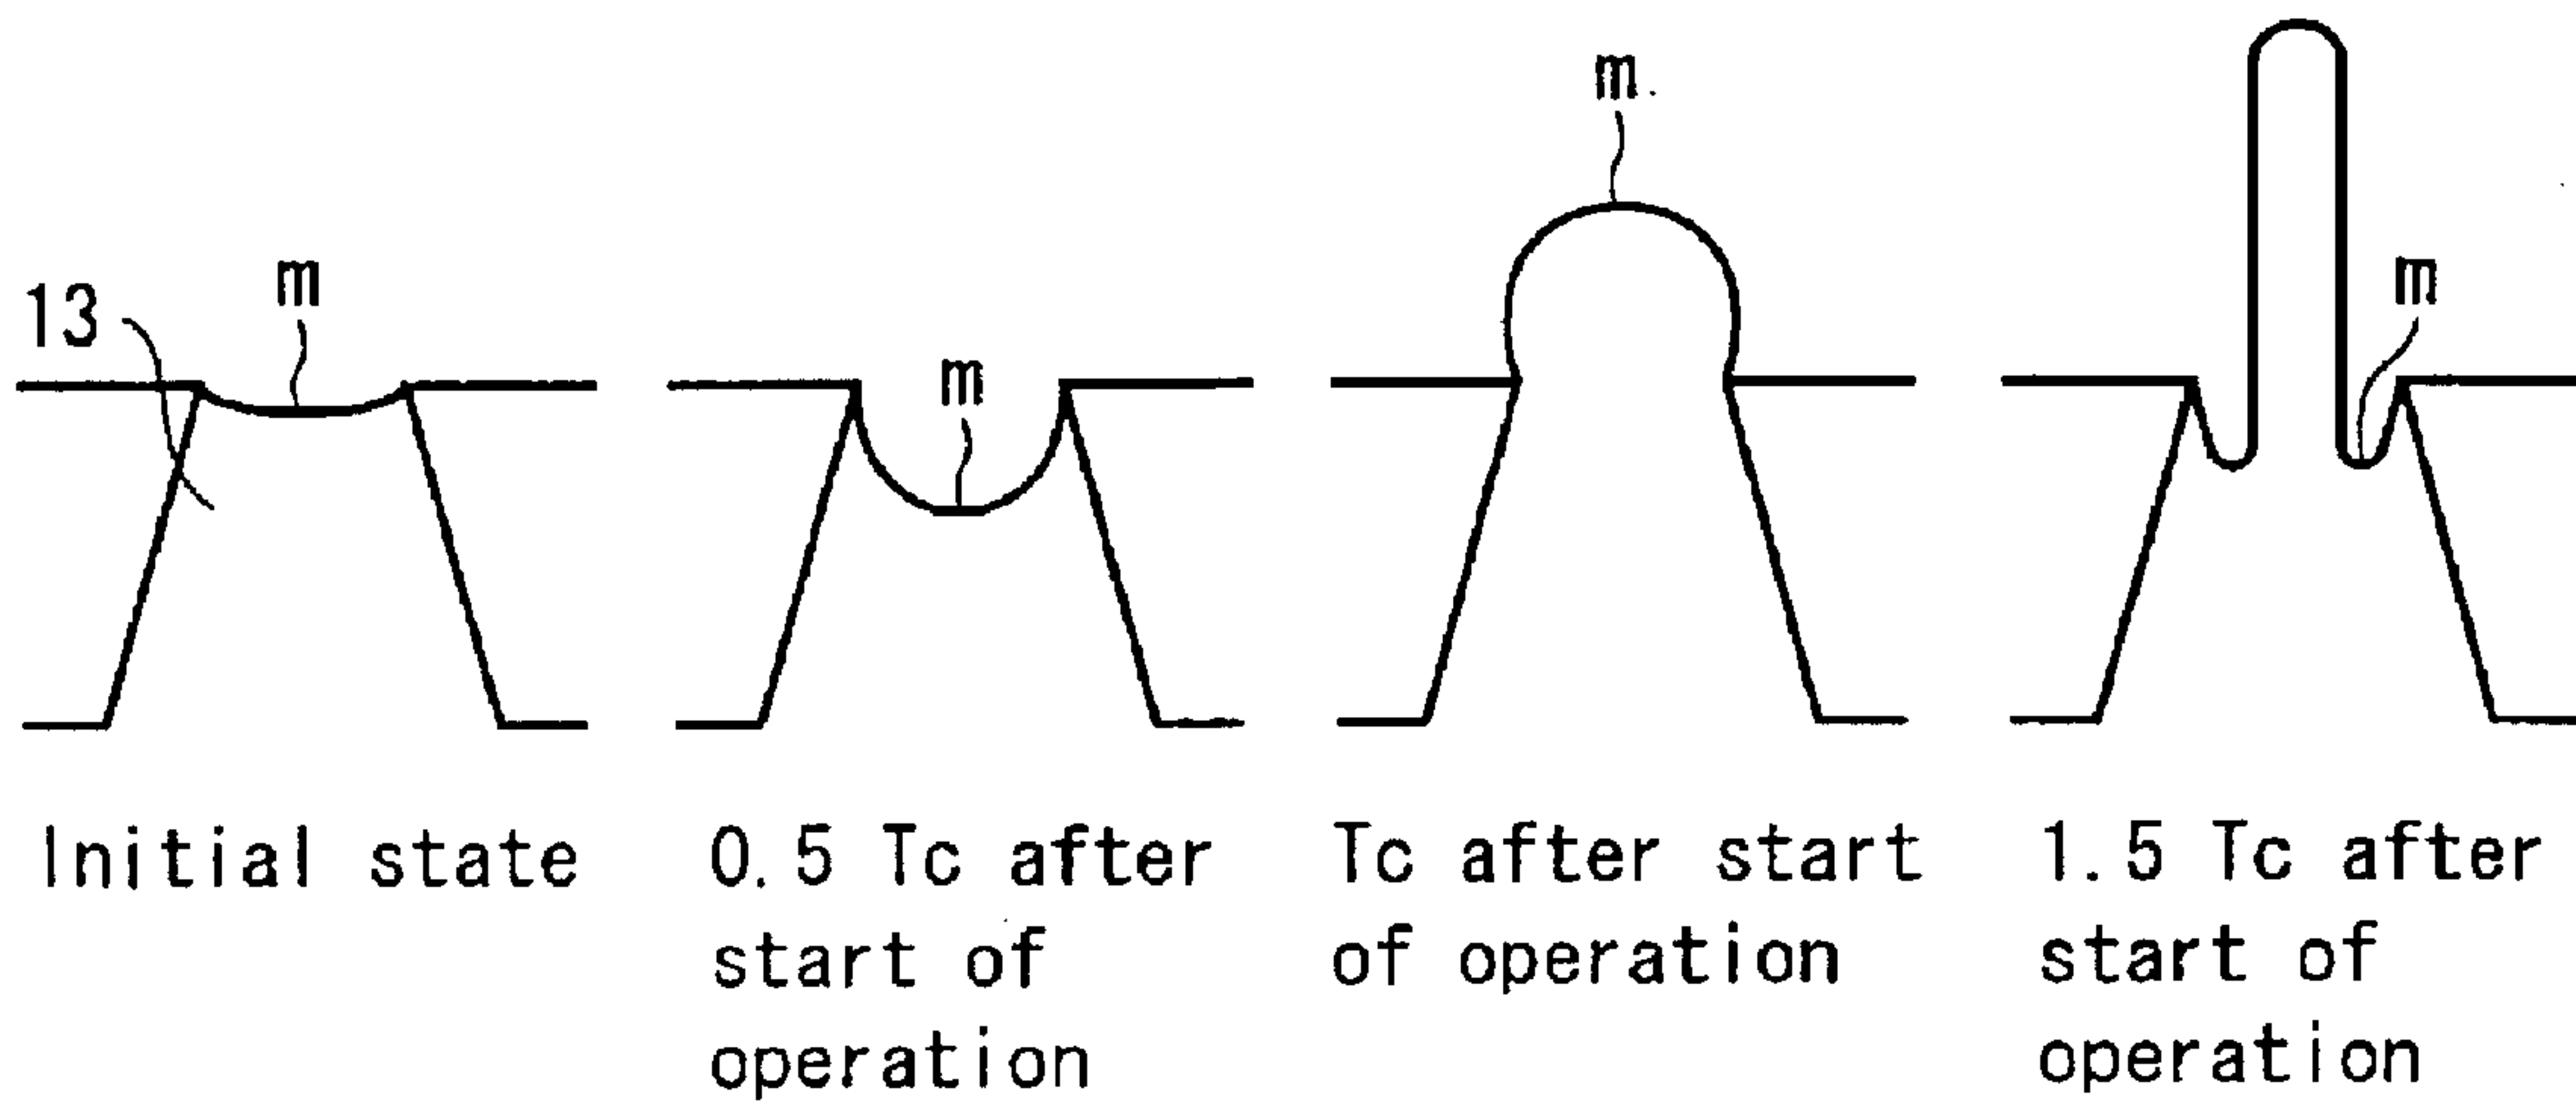 13
m
m
m.
m
Initial state
0.5 Tc after
start of
operation
Tc after start
of operation
1.5 Tc after
start of
operation